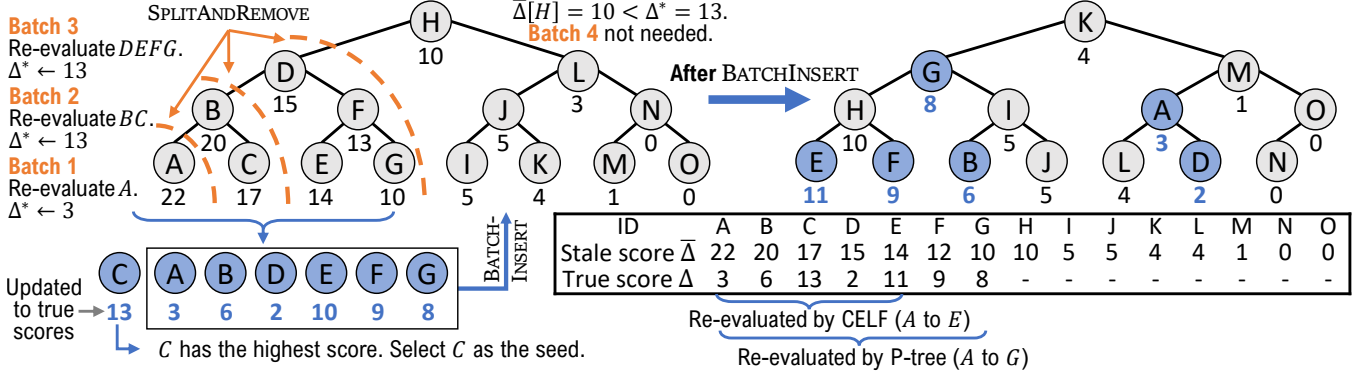 SPLITANDREMOVE
Batch 3
Re-evaluate DEFG.
Δ* ← 13
Batch 2
Re-evaluate BC.
Δ* ← 13
Batch 1
Re-evaluate A.
Δ* ← 3
H
10
Δ̅[H] = 10 < Δ* = 13.
Batch 4 not needed.
D
15
L
3
B
20
F
13
J
5
N
0
A
22
C
17
E
14
G
10
I
5
K
4
M
1
O
0
After BATCHINSERT
K
4
G
8
M
1
H
10
I
5
A
3
O
0
E
11
F
9
B
6
J
5
L
4
D
2
N
0
BATCH-
INSERT
Updated
to true
scores
C A B D E F G
13 3 6 2 10 9 8
C has the highest score. Select C as the seed.
ID A B C D E F G H I J K L M N O
Stale score Δ̅ 22 20 17 15 14 12 10 10 5 5 4 4 1 0 0
True score Δ 3 6 13 2 11 9 8 - - - - - - - -
Re-evaluated by CELF (A to E)
Re-evaluated by P-tree (A to G)